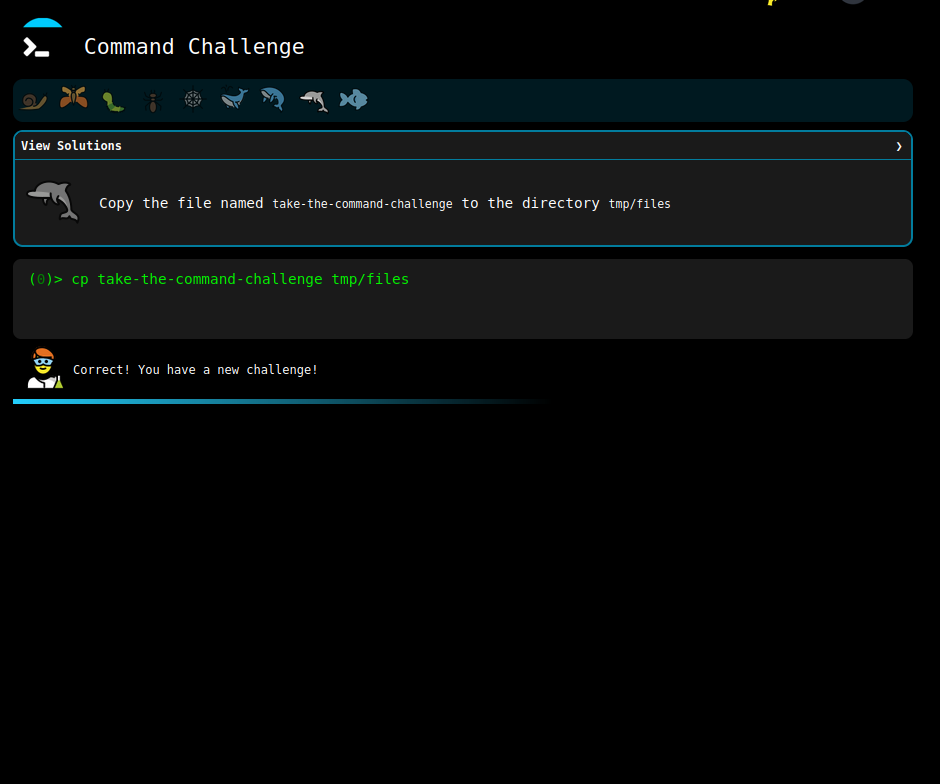 Command Challenge
View Solutions
Copy the file named take-the-command-challenge to the directory tmp/files
(0)> cp take-the-command-challenge tmp/files
Correct! You have a new challenge!